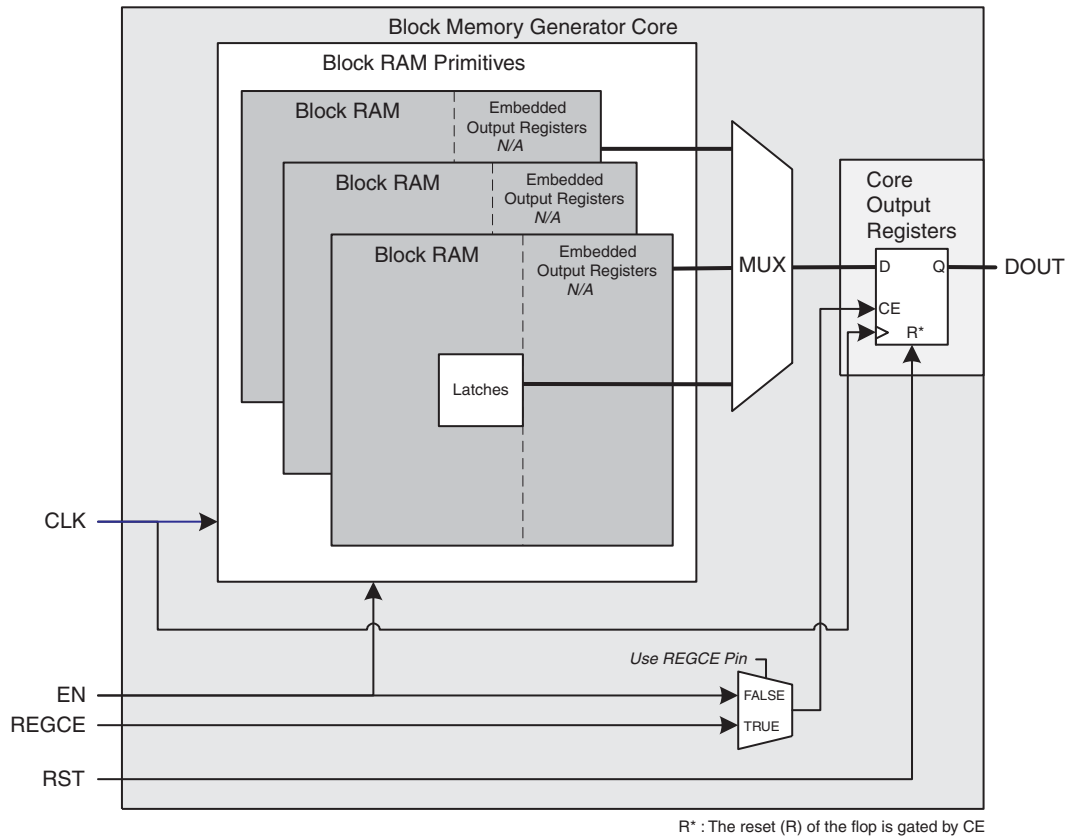 Block Memory Generator Core
Block RAM Primitives
Block RAM
Embedded
Output Registers
N/A
Block RAM
Embedded
Output Registers
N/A
Block RAM
Embedded
Output Registers
N/A
Latches
MUX
Core
Output
Registers
D
Q
CE
R*
DOUT
CLK
Use REGCE Pin
EN
FALSE
REGCE
TRUE
RST
R* : The reset (R) of the flop is gated by CE